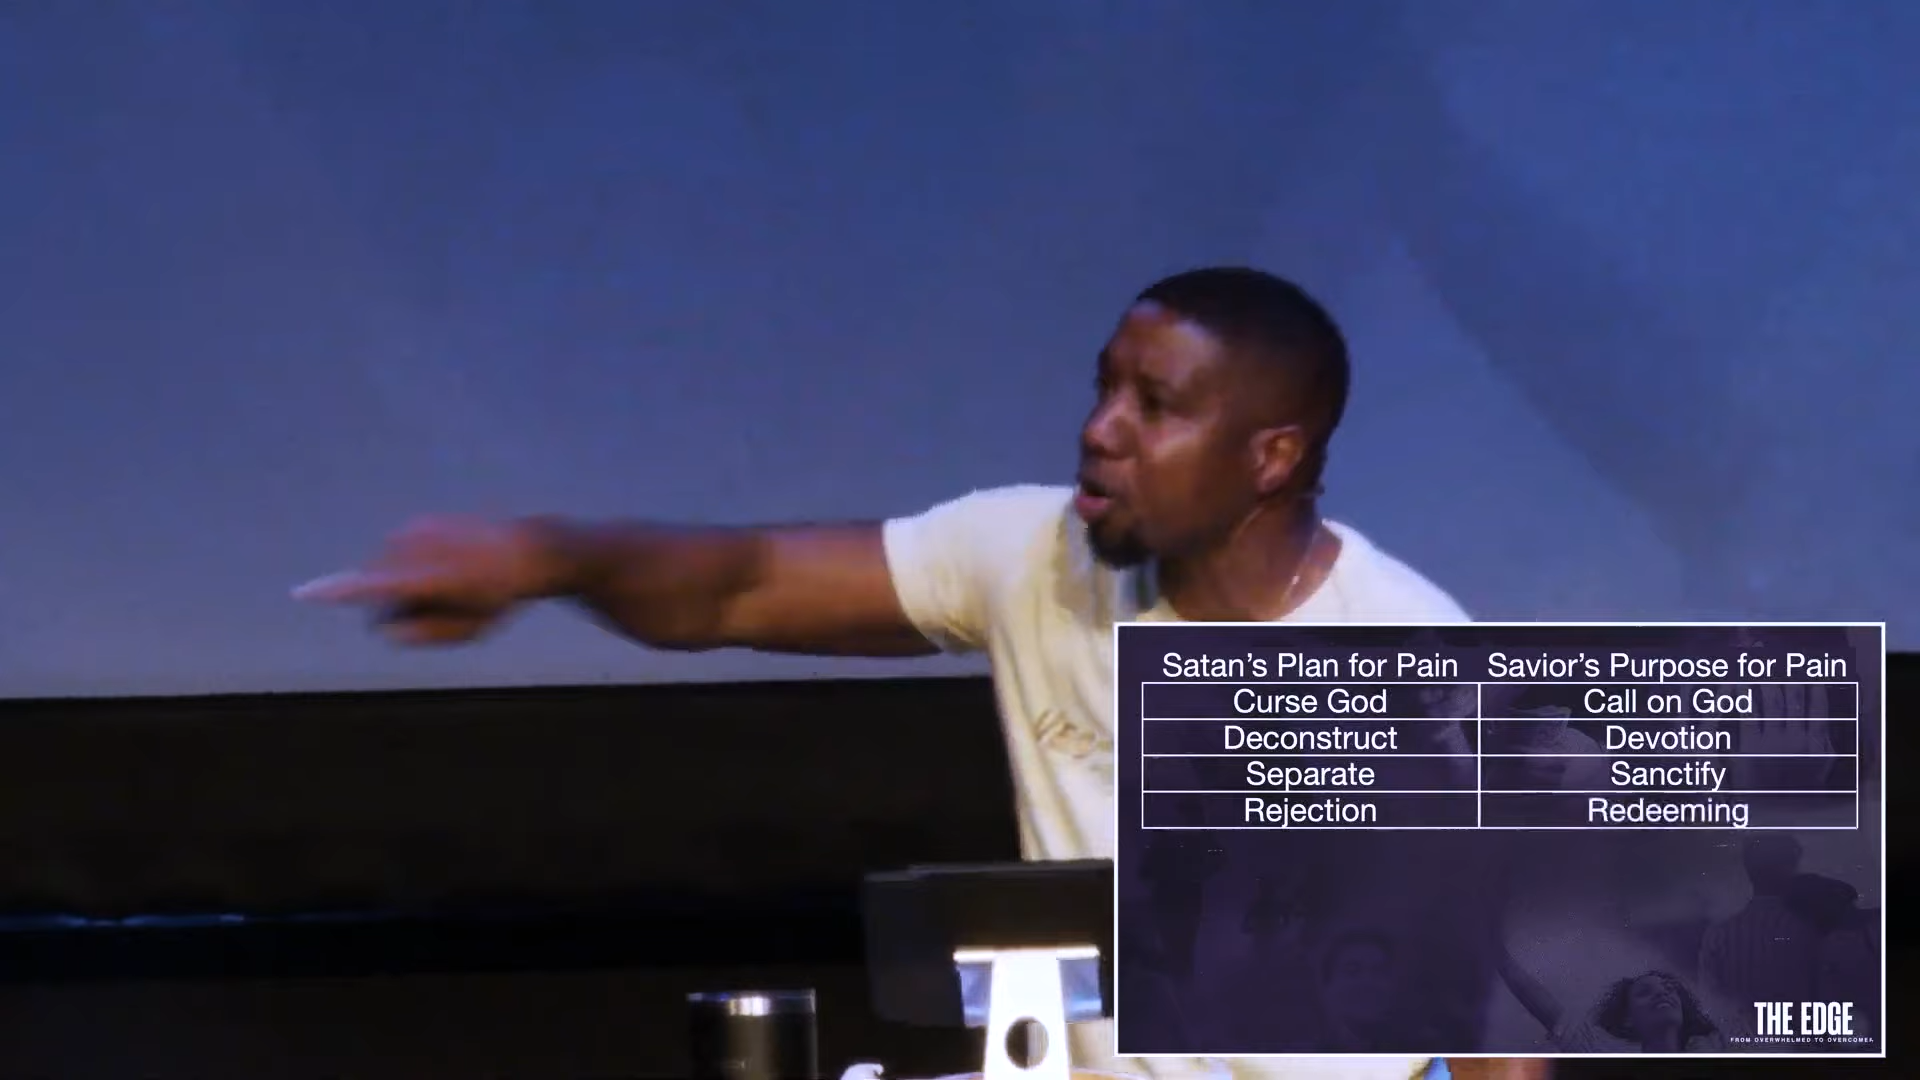 Satan’s Plan for Pain Savior’s Purpose for Pain
Curse God Call on God
Deconstruct Devotion
Separate Sanctify
Rejection Redeeming
THE EDGE
FROM OVERWHELMED TO OVERCOMER